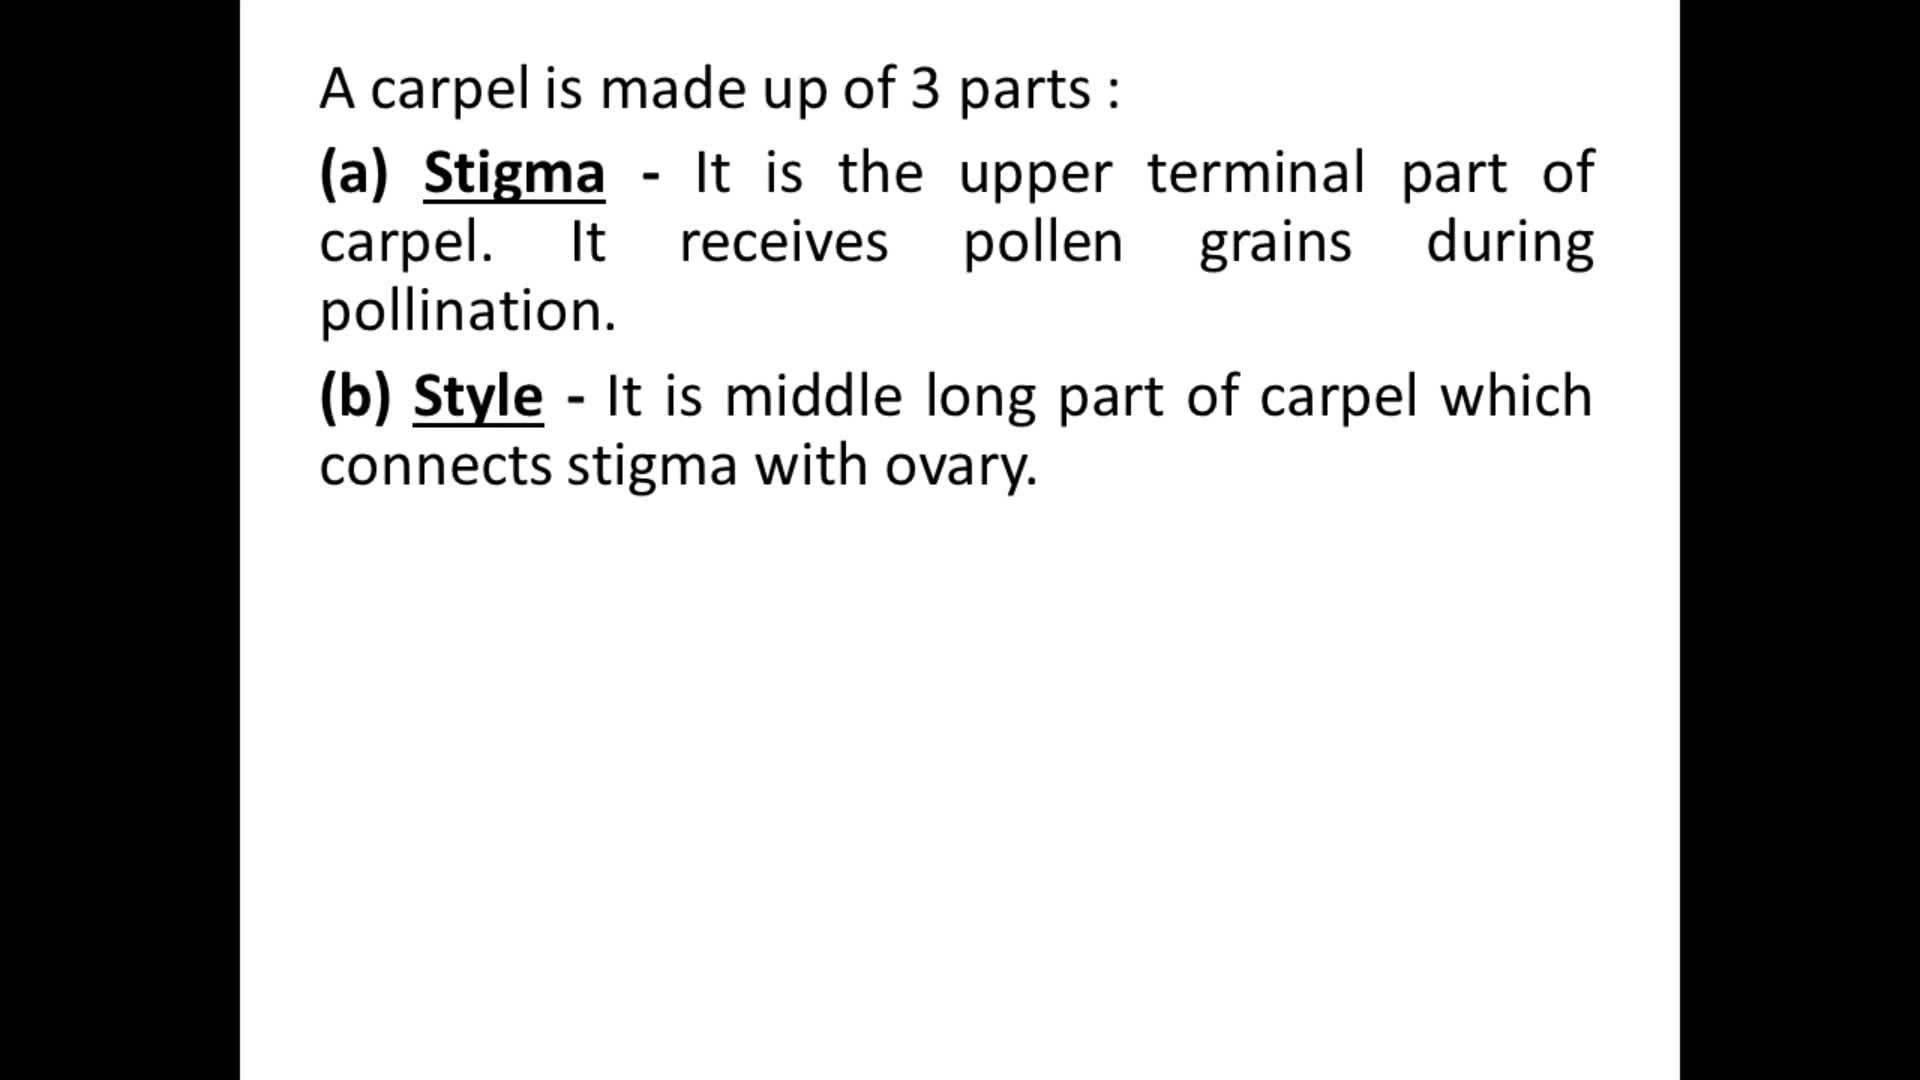 A carpel is made up of 3 parts :
(a) Stigma - It is the upper terminal part of
carpel. It receives pollen grains during
pollination.
(b) Style - It is middle long part of carpel which
connects stigma with ovary.